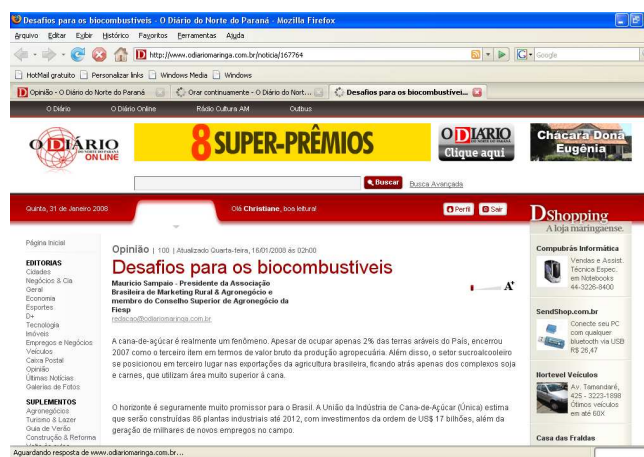 Desafios para os biocombustíveis - O Diário do Norte do Paraná - Mozilla Firefox
Arquivo Editar Exibir Histórico Favoritos Ferramentas Ajuda
http://www.odiariomaringa.com.br/noticia/167764
Google
HotMail gratuito Personalizar links Windows Media Windows
Opinião - O Diário do Norte do Paraná
Orar continuamente - O Diário do Nort...
Desafios para os biocombustívei...
O Diário O Diário Online Rádio Cultura AM Outbus
O DIÁRIO
ONLINE
8 SUPER-PRÊMIOS
O DIARIO
Clique aqui
Chácara Dona
Eugênia
Buscar Busca Avançada
Quinta, 31 de Janeiro 2008
Olá Christiane, boa leitura!
Perfil Sair
DShopping
A loja maringaense.
Página Inicial
EDITORIAS
Cidades
Negócios & Cia
Geral
Economia
Esportes
D+
Tecnologia
Imóveis
Empregos e Negócios
Veículos
Caixa Postal
Opinião
Últimas Notícias
Galerias de Fotos
SUPLEMENTOS
Agronegócios
Turismo & Lazer
Guia de Verão
Construção & Reforma
Opinião | 100 | Atualizado Quarta-feira, 16/01/2008 às 02h00
Desafios para os biocombustíveis
Maurício Sampaio - Presidente da Associação
Brasileira de Marketing Rural & Agronegócio e
membro do Conselho Superior de Agronegócio da
Fiesp
redacao@odiariomaringa.com.br
A+
A cana-de-açúcar é realmente um fenômeno. Apesar de ocupar apenas 2% das terras aráveis do País, encerrou
2007 como o terceiro item em termos de valor bruto da produção agropecuária. Além disso, o setor sucroalcooleiro
se posicionou em terceiro lugar nas exportações da agricultura brasileira, ficando atrás apenas dos complexos soja
e carnes, que utilizam área muito superior à cana.
O horizonte é seguramente muito promissor para o Brasil. A União da Indústria de Cana-de-Açúcar (Única) estima
que serão construídas 86 plantas industriais até 2012, com investimentos da ordem de US$ 17 bilhões, além da
geração de milhares de novos empregos no campo.
Compubrás Informática
Vendas e Assist.
Técnica Espec.
em Notebooks
44-3226-8400
SendShop.com.br
Conecte seu PC
com qualquer
bluetooth via USB
R$ 26,47
Nortevel Veículos
Av. Tamandaré,
425 - 3223-1898
Ótimos veículos
em até 60X
Casa das Fraldas
Aguardando resposta de www.odiariomaringa.com.br...